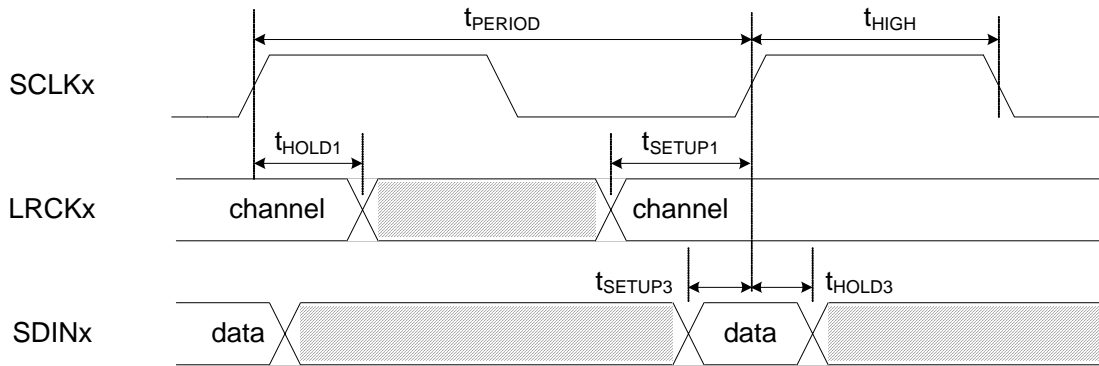 tPERIOD
tHIGH
SCLKx
tHOLD1
tSETUP1
LRCKx
channel
channel
tSETUP3
tHOLD3
SDINx
data
data